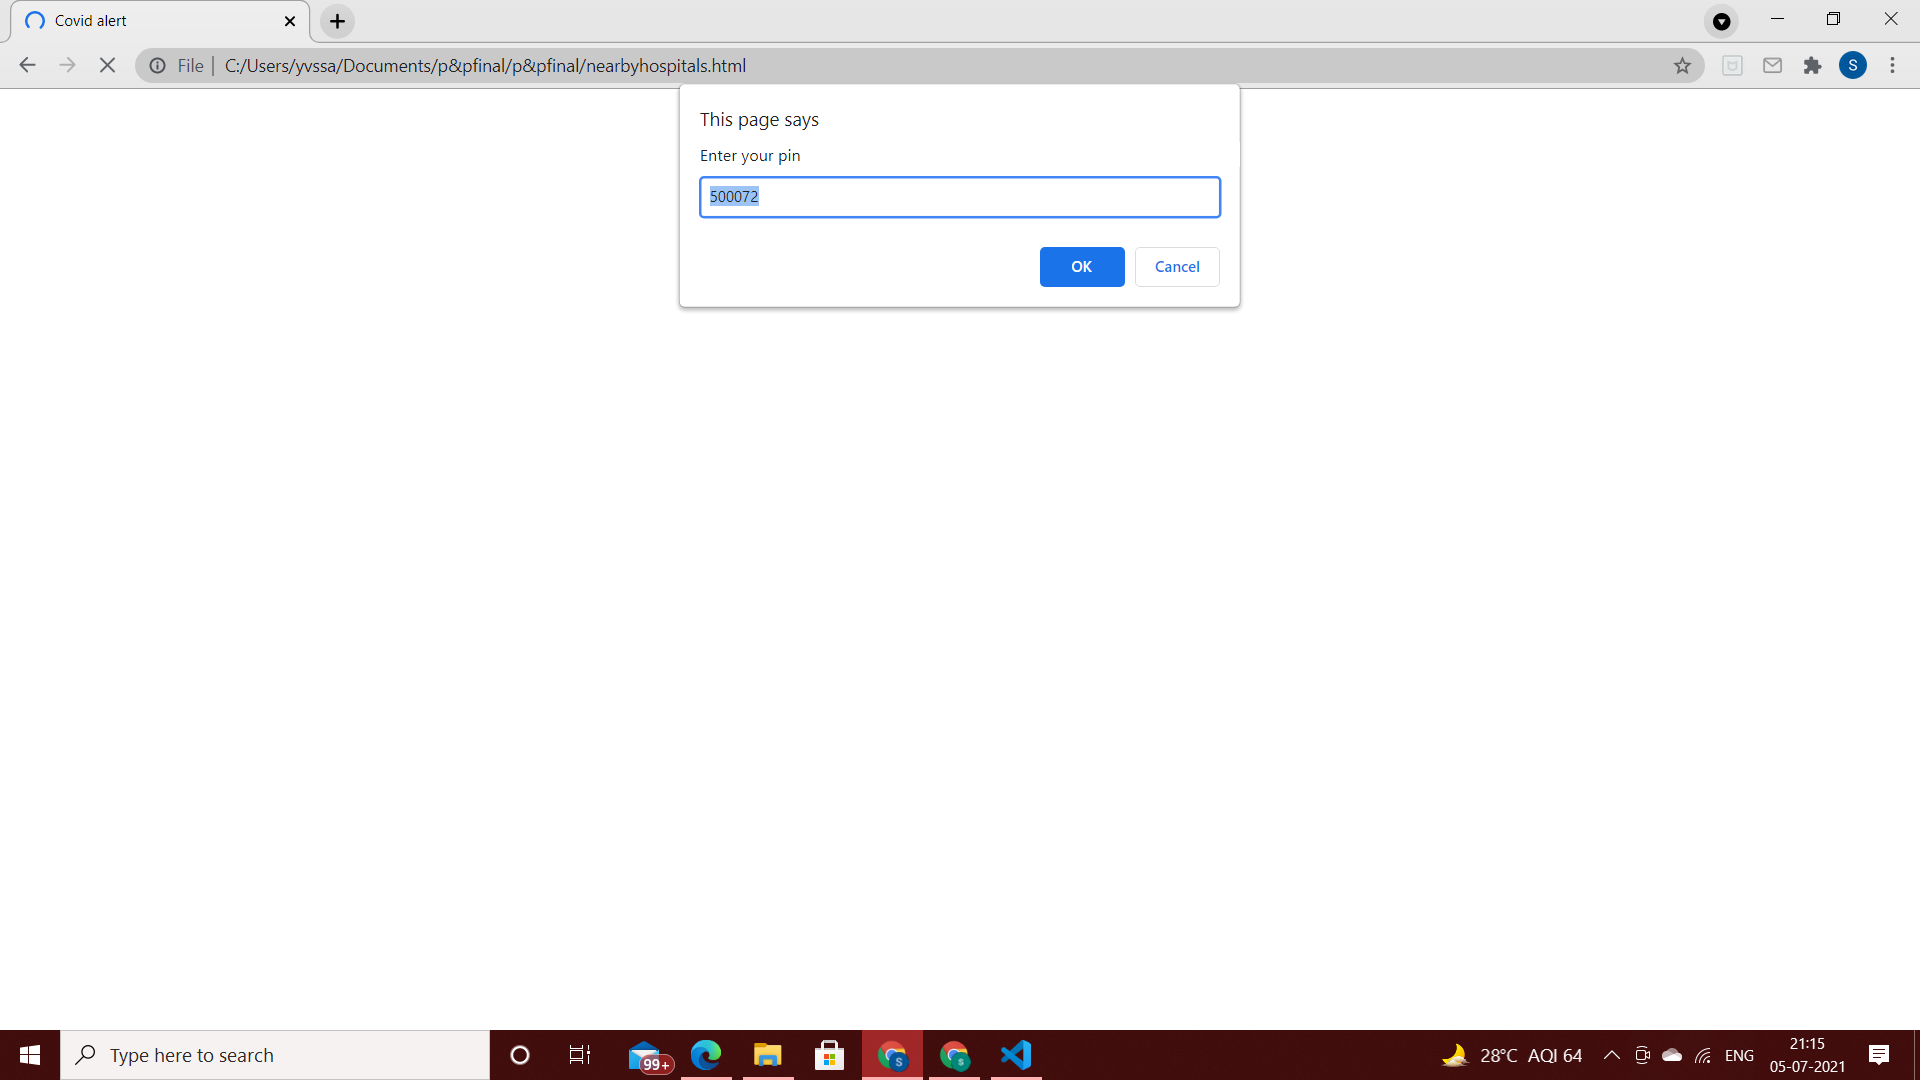 Covid alert
File | C:/Users/yvssa/Documents/p&pfinal/p&pfinal/nearbyhospitals.html
S
This page says
Enter your pin
500072
OK
Cancel
Type here to search
99+
S
S
28°C AQI 64
ENG
21:15
05-07-2021